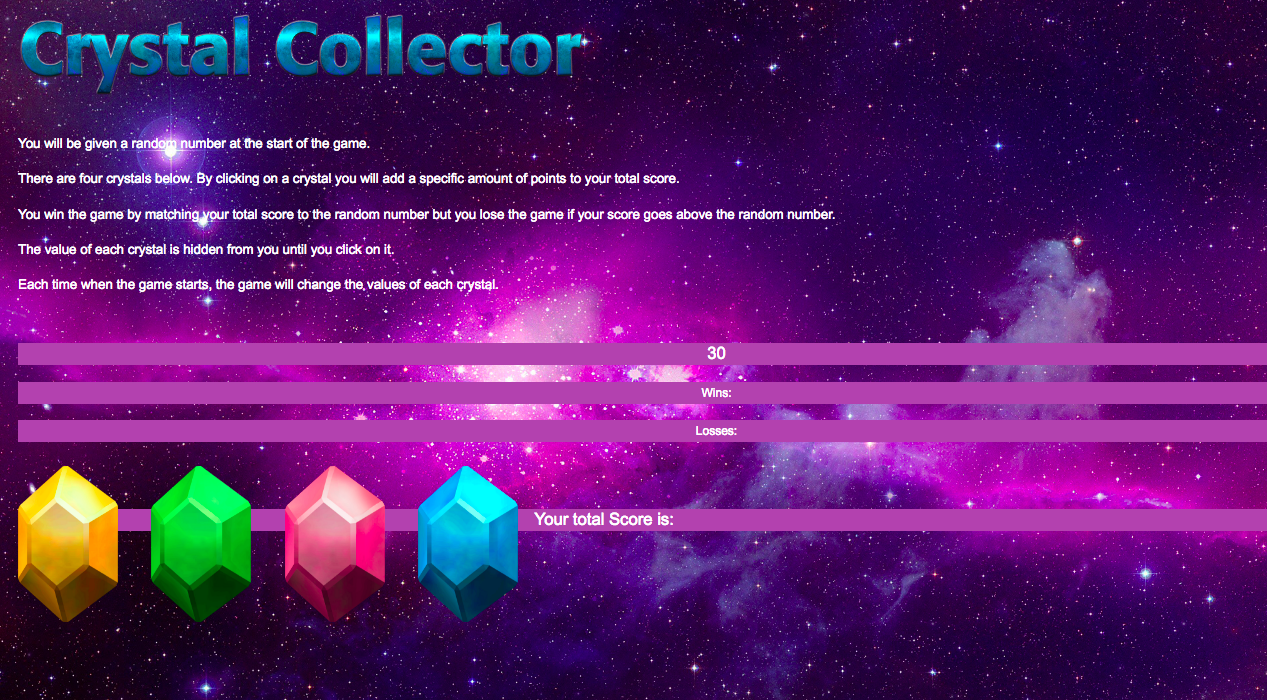 Crystal Collector
You will be given a random number at the start of the game.
There are four crystals below. By clicking on a crystal you will add a specific amount of points to your total score.
You win the game by matching your total score to the random number but you lose the game if your score goes above the random number.
The value of each crystal is hidden from you until you click on it.
Each time when the game starts, the game will change the values of each crystal.
30
Wins:
Losses:
Your total Score is: